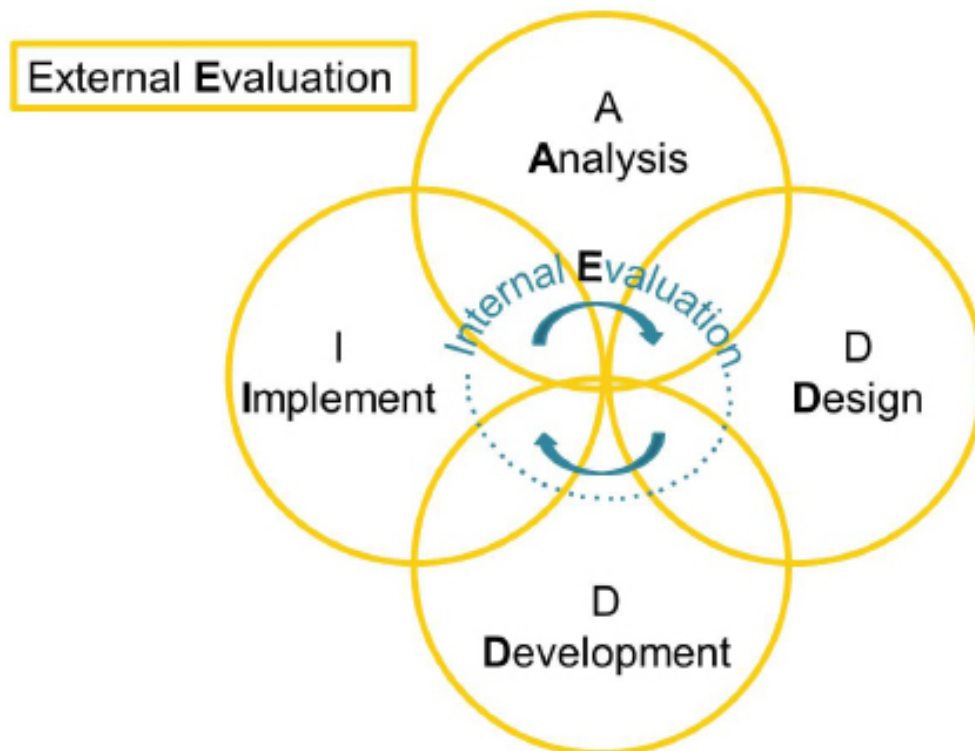 External Evaluation
A
Analysis
Internal Evaluation
I
Implement
D
Design
D
Development